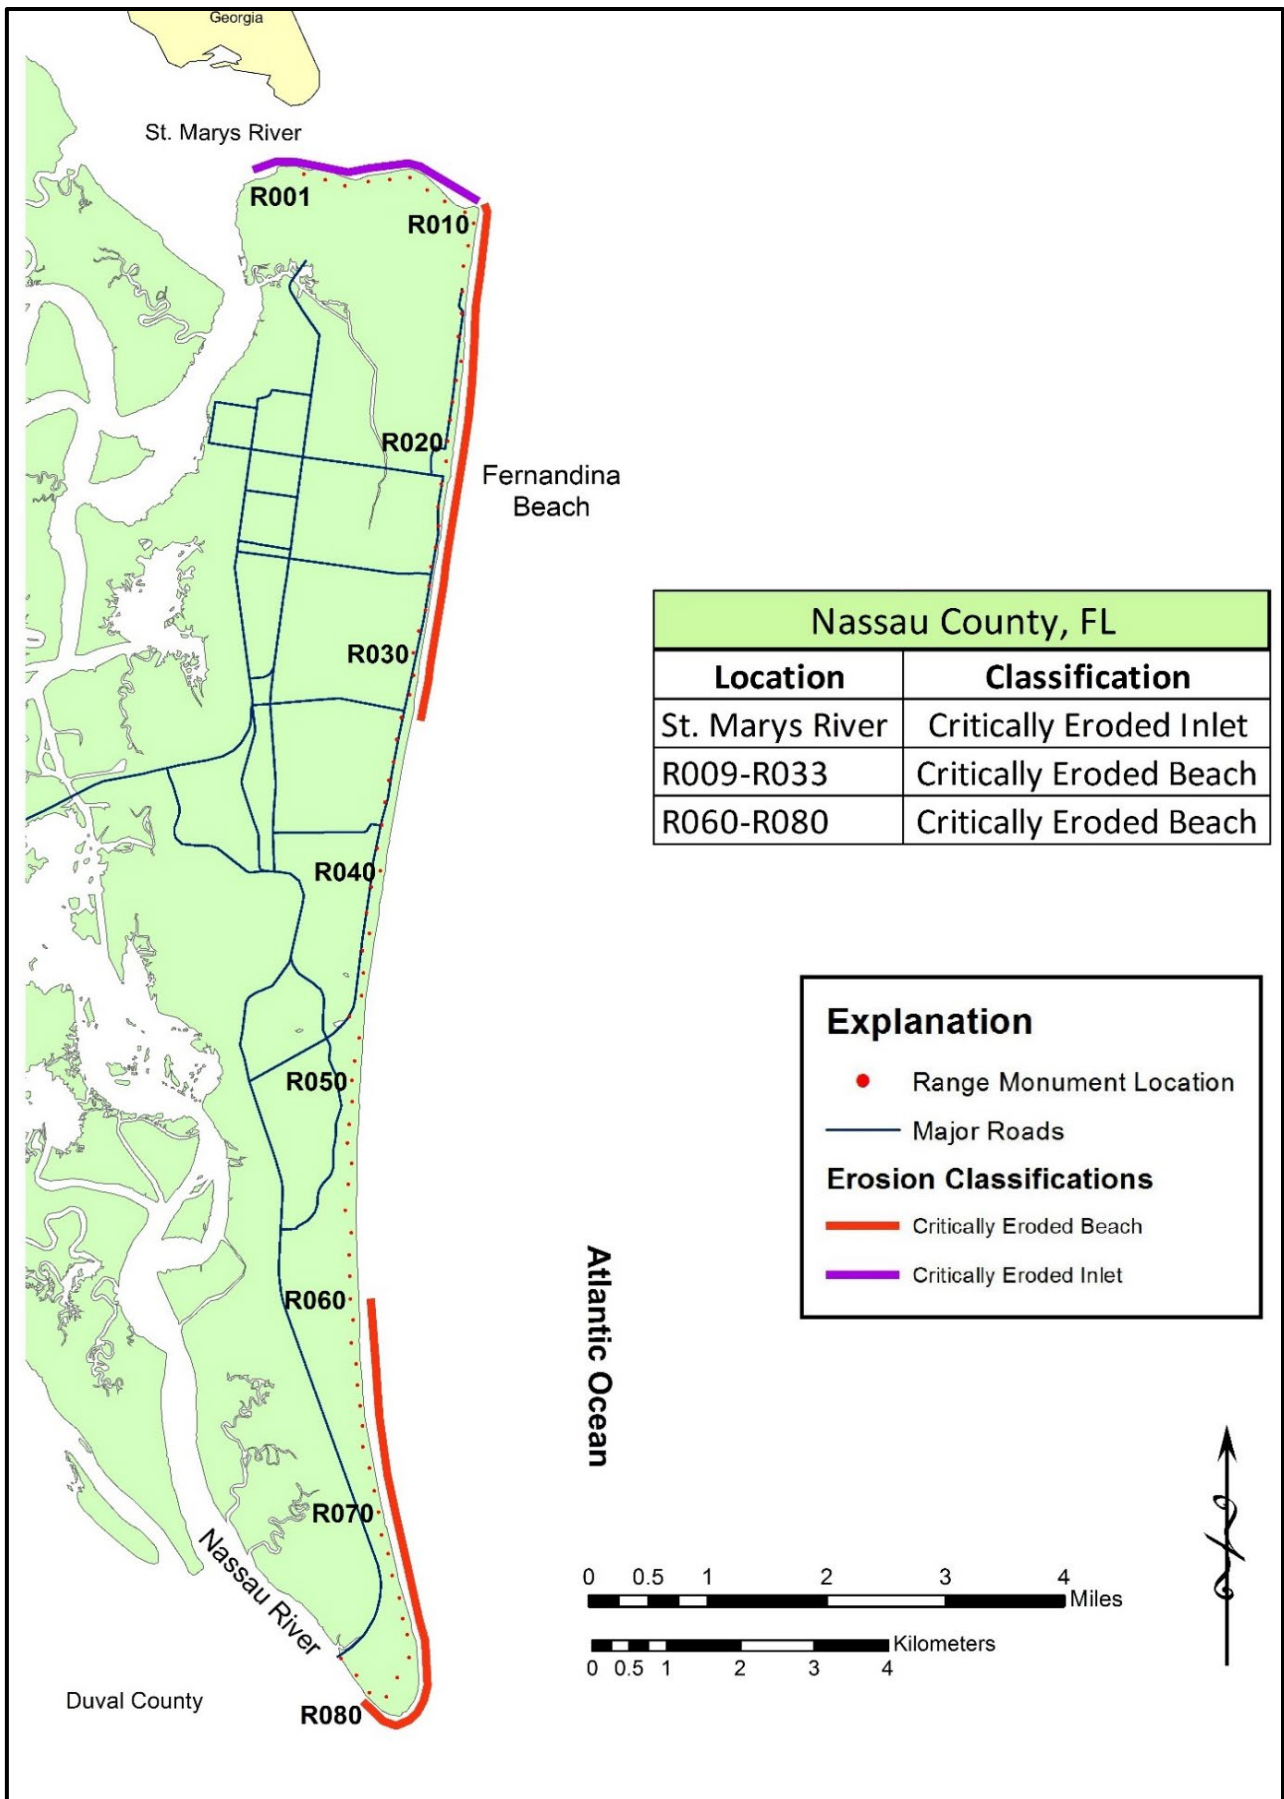 Georgia
St. Marys River
R001
R010
R020
Fernandina
Beach
R030
Nassau County, FL
Location Classification
St. Marys River Critically Eroded Inlet
R009-R033 Critically Eroded Beach
R060-R080 Critically Eroded Beach
R040
Explanation
Range Monument Location
Major Roads
Erosion Classifications
Critically Eroded Beach
Critically Eroded Inlet
R050
R060
Atlantic Ocean
R070
Nassau River
0 0.5 1 2 3 4
Miles
Kilometers
0 0.5 1 2 3 4
Duval County
R080